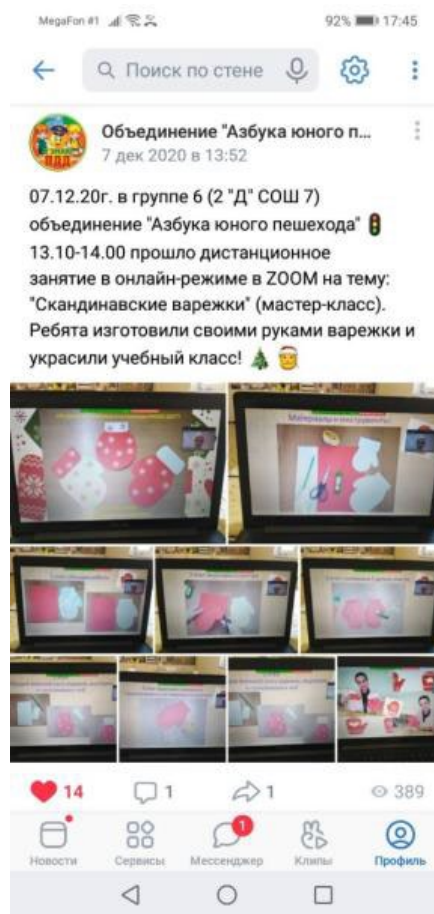 MegaFon #1
92%
17:45
Поиск по стене
Объединение "Азбука юного п...
7 дек 2020 в 13:52
07.12.20г. в группе 6 (2 "Д" СОШ 7)
объединение "Азбука юного пешехода"
13.10-14.00 прошло дистанционное
занятие в онлайн-режиме в ZOOM на тему:
"Скандинавские варежки" (мастер-класс).
Ребята изготовили своими руками варежки и
украсили учебный класс!
Материалы и инструменты
14
1
1
389
1
Новости
Сервисы
Мессенджер
Клипы
Профиль